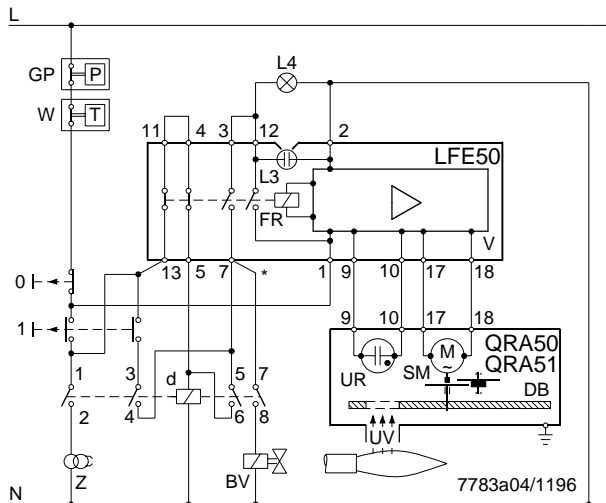 L
L4
GP P
W T
11 4 3 12 2
LFE50
L3
FR
V
13 5 7 * 1 9 10 17 18
0
1
9 10 17 18
QRA50
QRA51
M
~
UR SM DB
1 3 d 5 7
2 4 6 8
UV
Z BV
N
7783a04/1196